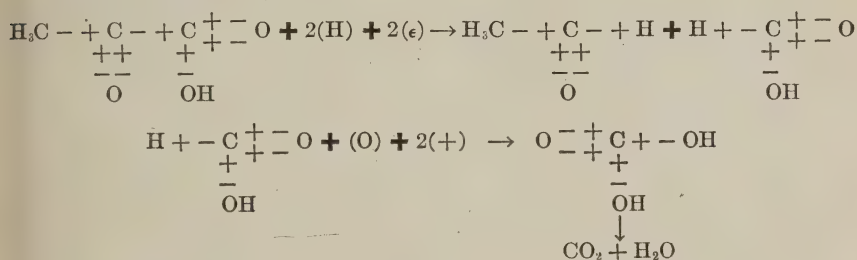 H₃C − + C − + C + − O + 2(H) + 2(ϵ) → H₃C − + C − + H + H + − C + − O
+ + + + − + + + + −
− − − − − + −
O OH O OH
H + − C + − O + (O) + 2(+) → O − + C + − OH
+ + − − + +
− −
OH OH
↓
CO₂ + H₂O